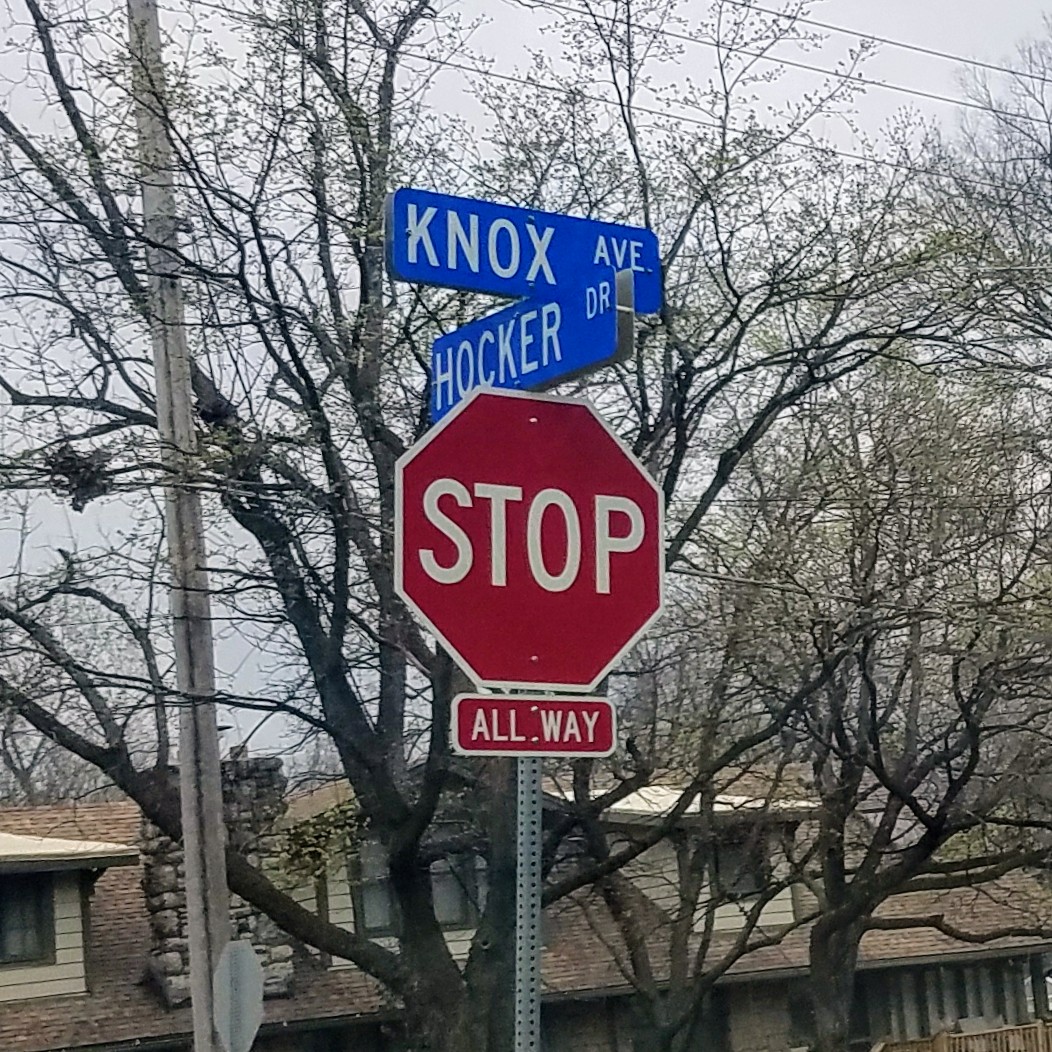 KNOX AVE
HOCKER DR
STOP
ALL WAY